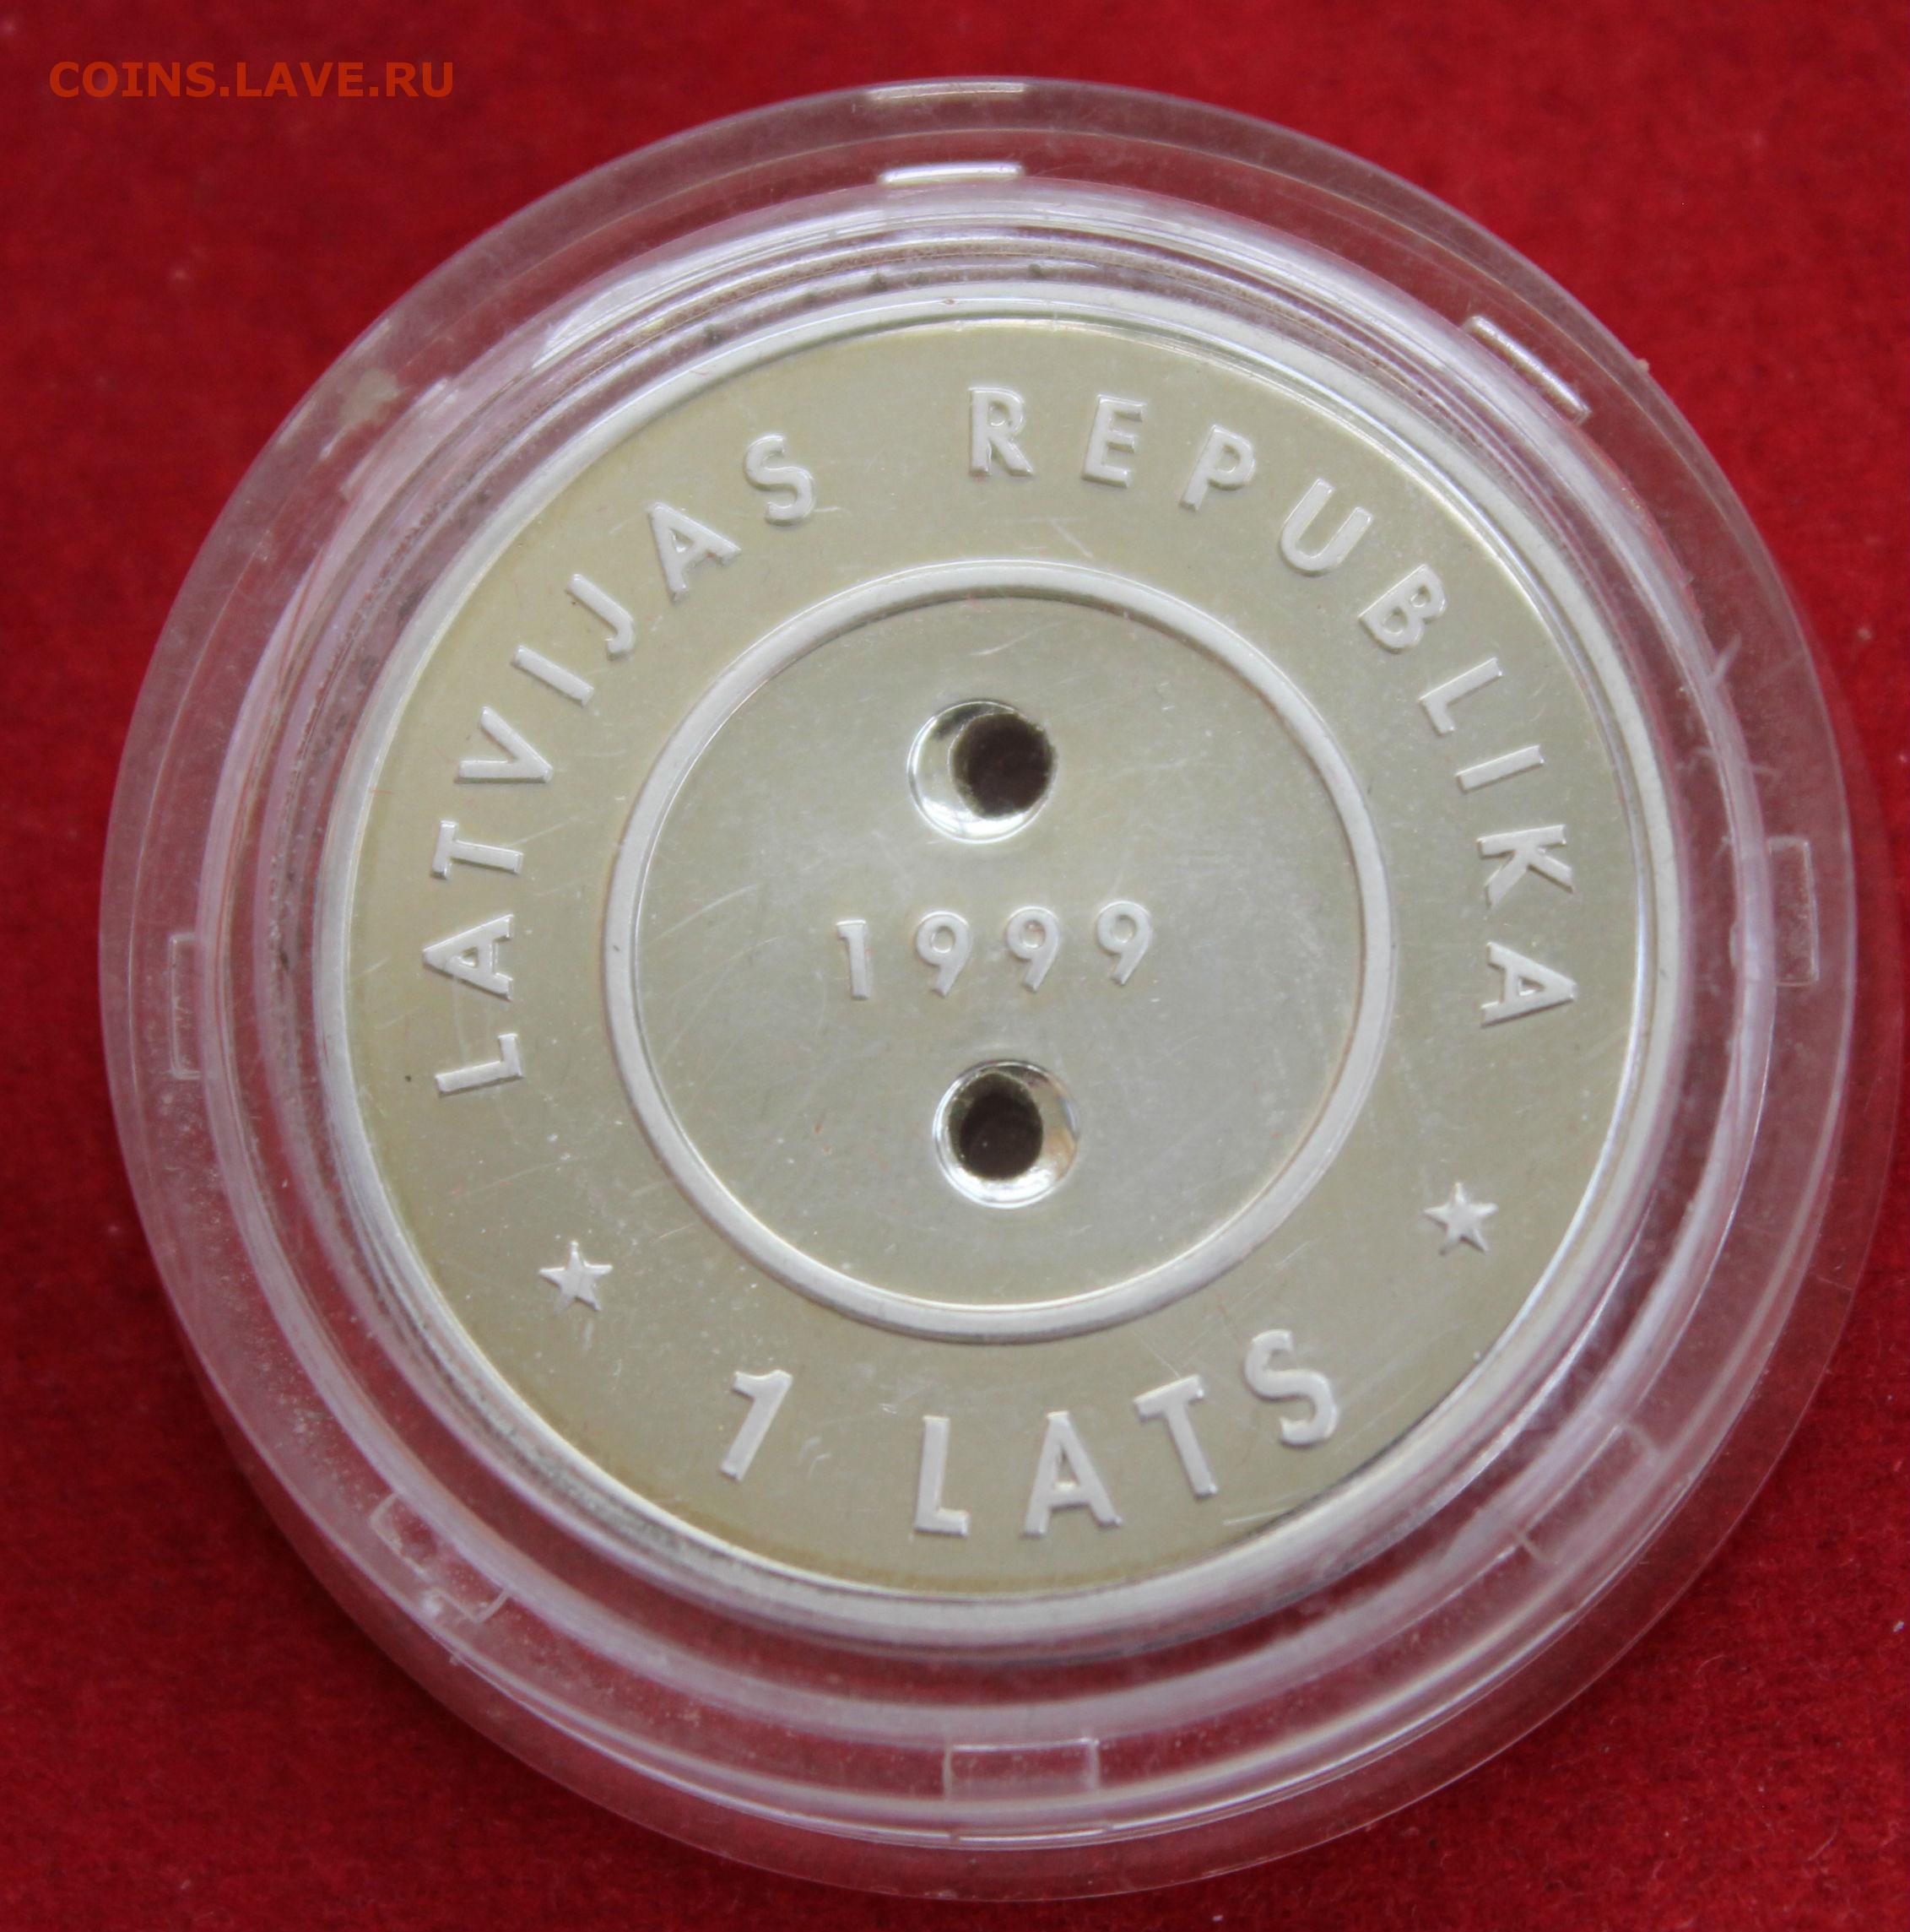 COINS.LAVE.RU
LATVIJAS REPUBLIKA
1999
1 LATS